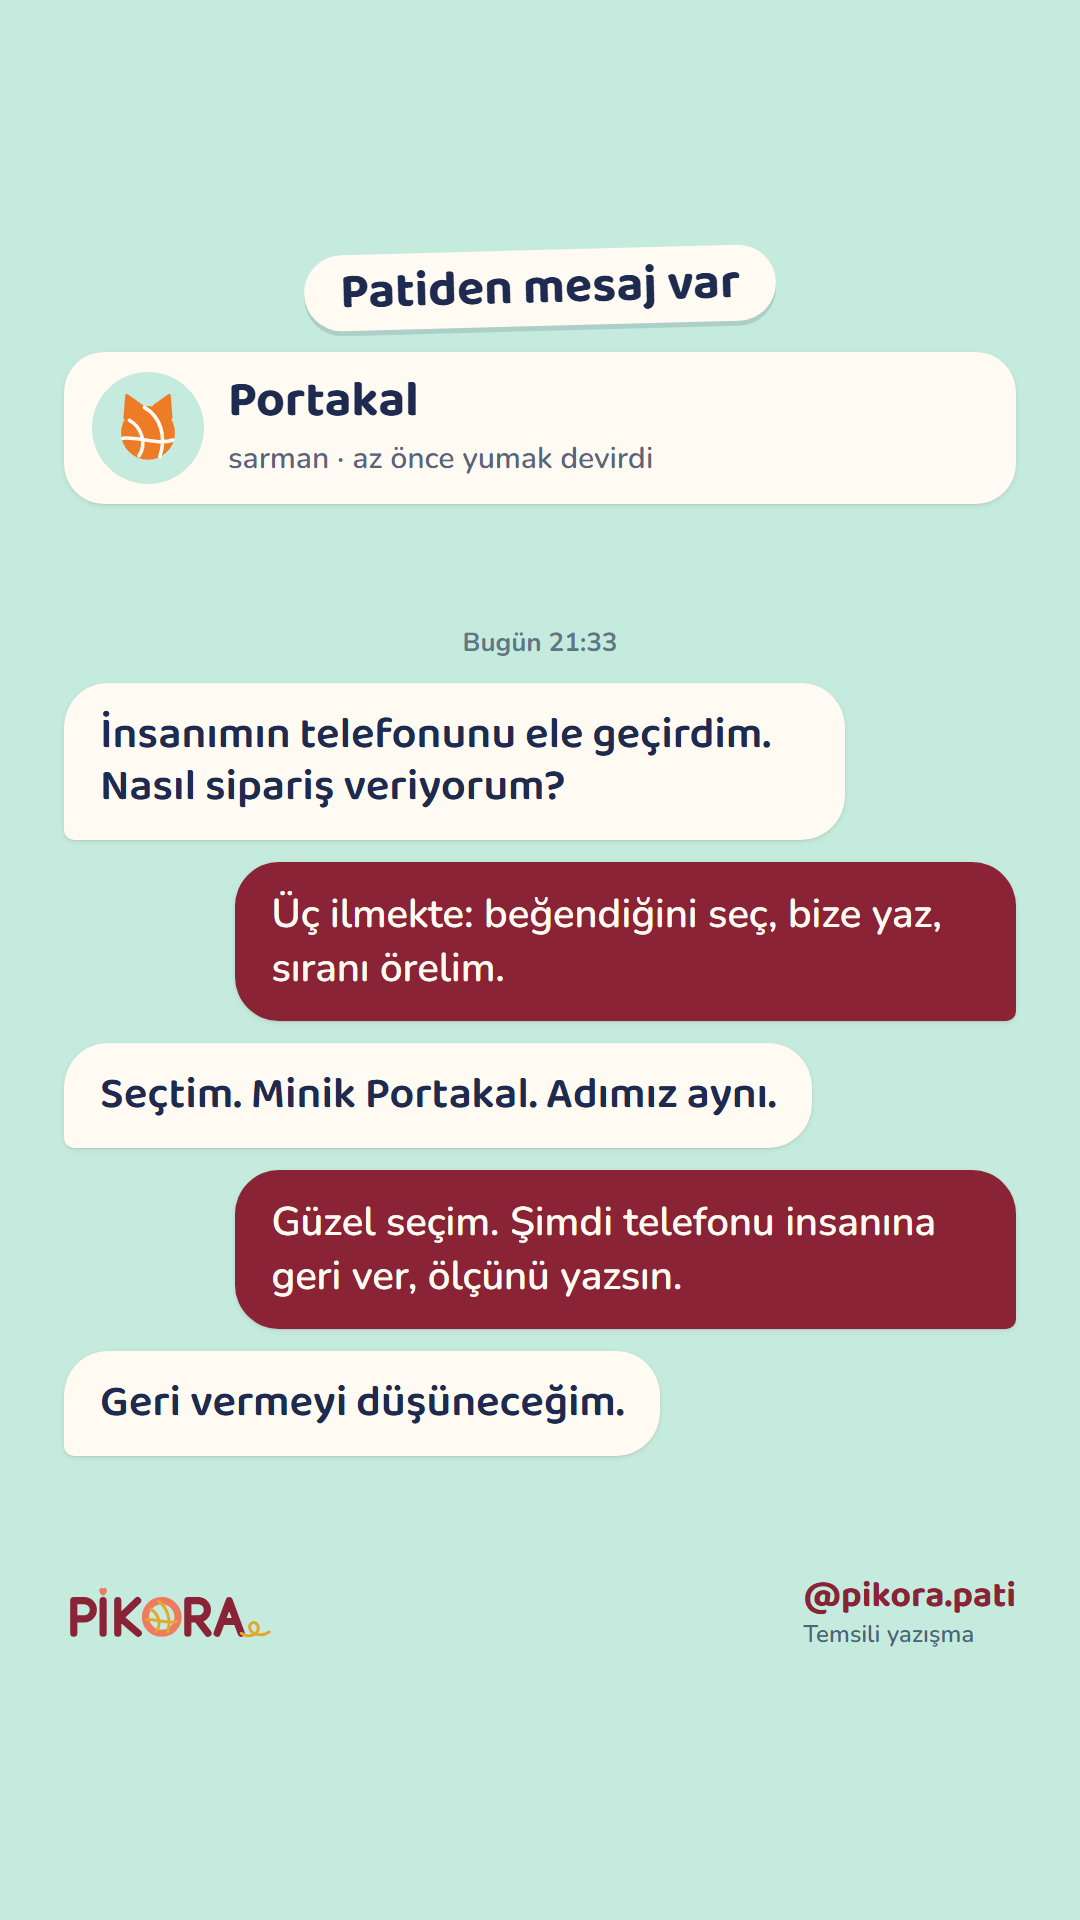 Patiden mesaj var
Portakal
sarman · az önce yumak devirdi
Bugün 21:33
İnsanımın telefonunu ele geçirdim.
Nasıl sipariş veriyorum?
Üç ilmekte: beğendiğini seç, bize yaz,
sıranı örelim.
Seçtim. Minik Portakal. Adımız aynı.
Güzel seçim. Şimdi telefonu insanına
geri ver, ölçünü yazsın.
Geri vermeyi düşüneceğim.
PİKORA
@pikora.pati
Temsili yazışma